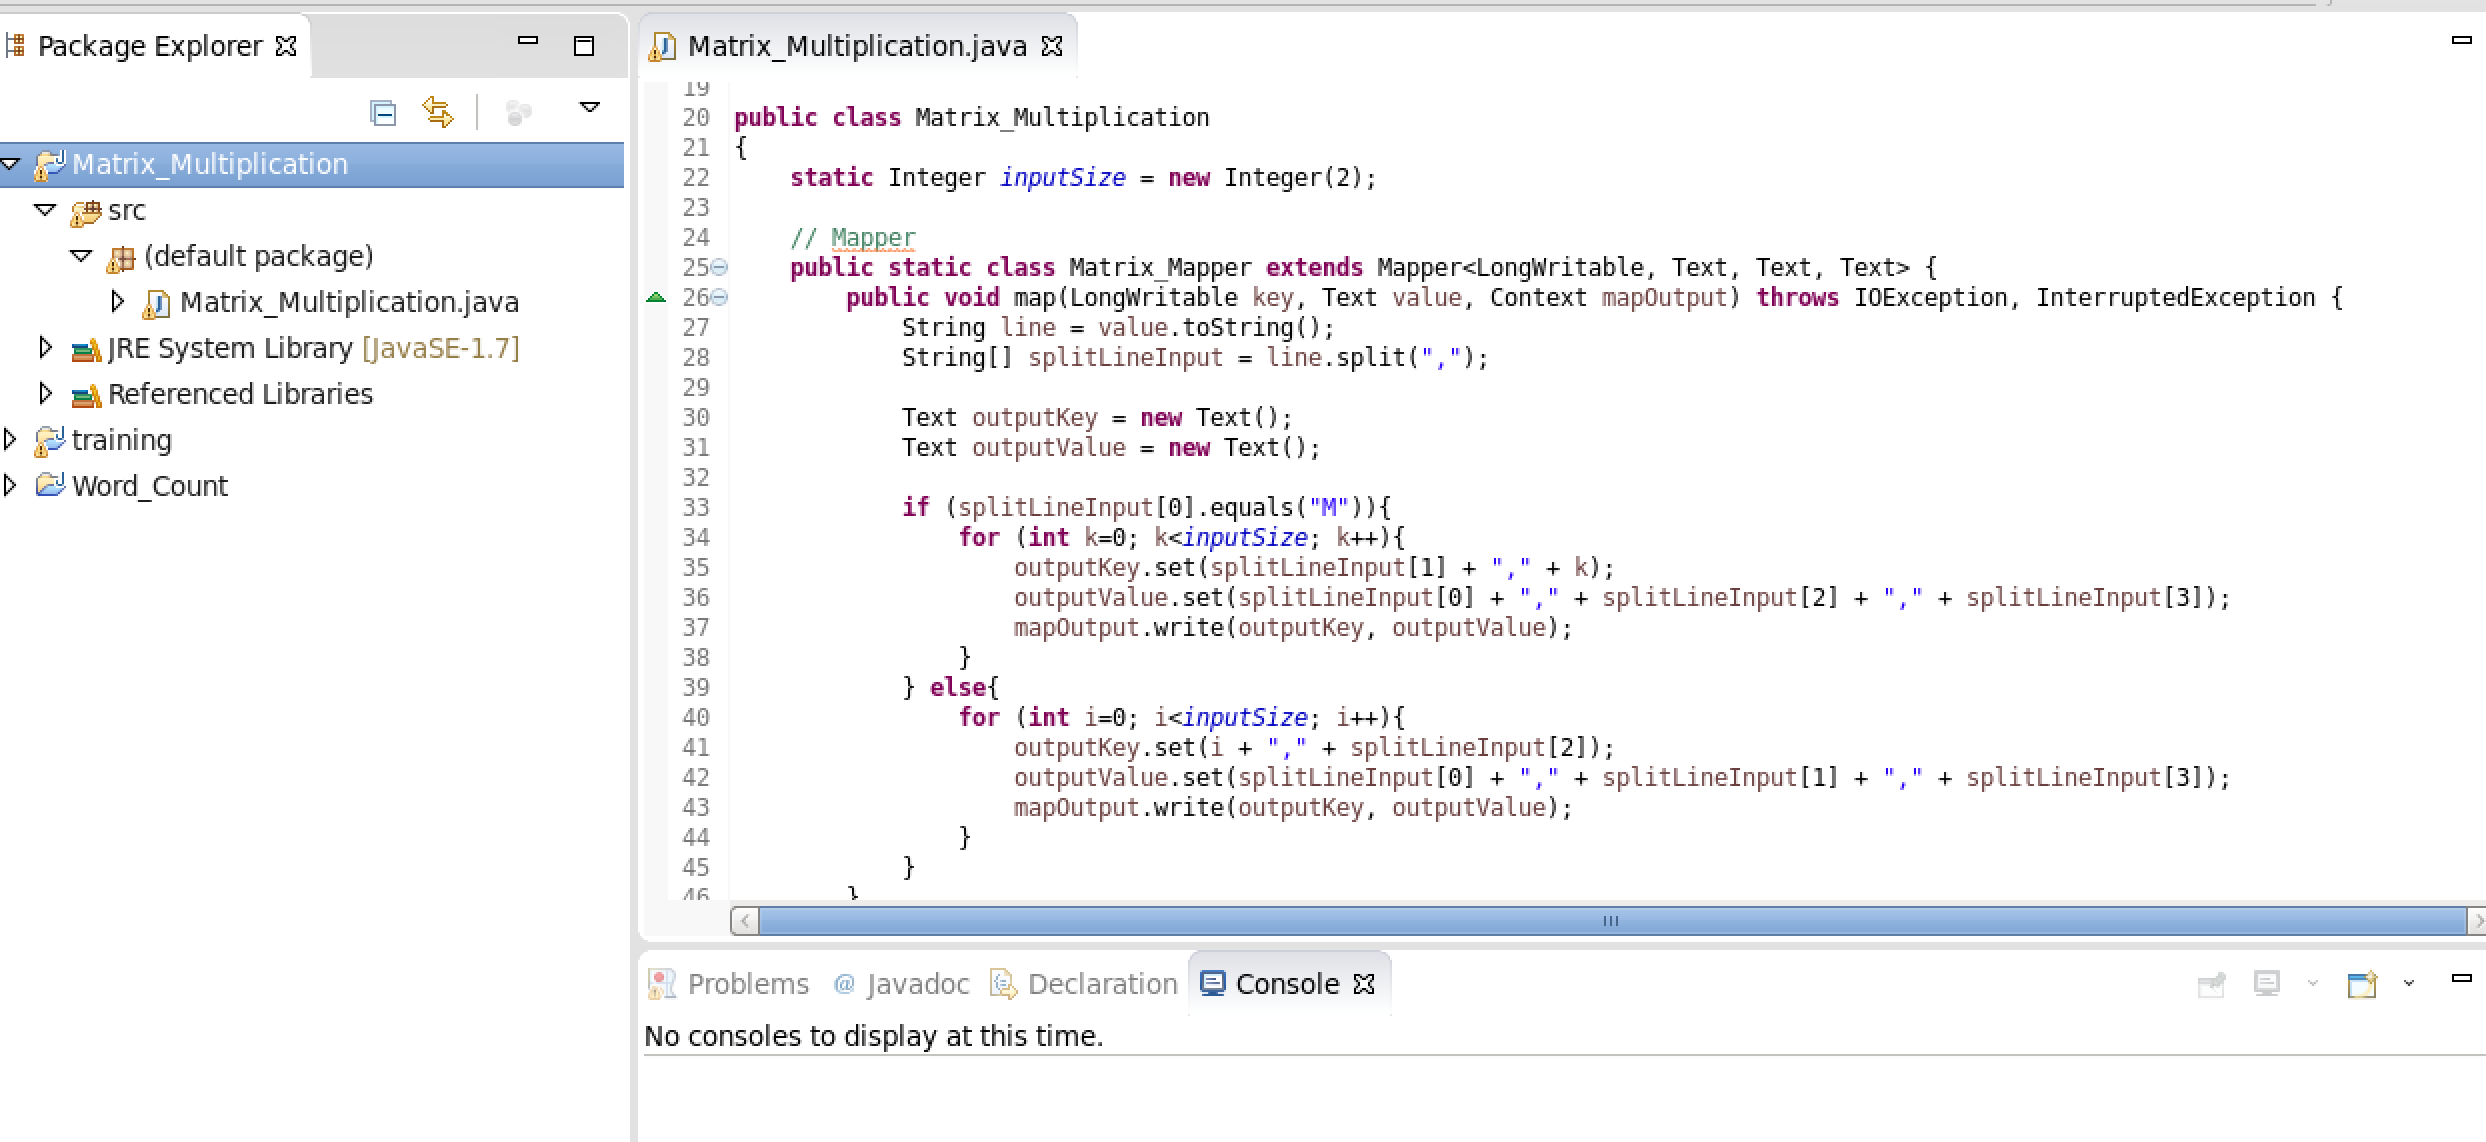 Package Explorer
Matrix_Multiplication
src
(default package)
Matrix_Multiplication.java
JRE System Library [JavaSE-1.7]
Referenced Libraries
training
Word_Count
Matrix_Multiplication.java
19
20 public class Matrix_Multiplication
21 {
22     static Integer inputSize = new Integer(2);
23
24     // Mapper
25     public static class Matrix_Mapper extends Mapper<LongWritable, Text, Text, Text> {
26         public void map(LongWritable key, Text value, Context mapOutput) throws IOException, InterruptedException {
27             String line = value.toString();
28             String[] splitLineInput = line.split(",");
29
30             Text outputKey = new Text();
31             Text outputValue = new Text();
32
33             if (splitLineInput[0].equals("M")){
34                 for (int k=0; k<inputSize; k++){
35                     outputKey.set(splitLineInput[1] + "," + k);
36                     outputValue.set(splitLineInput[0] + "," + splitLineInput[2] + "," + splitLineInput[3]);
37                     mapOutput.write(outputKey, outputValue);
38                 }
39             } else{
40                 for (int i=0; i<inputSize; i++){
41                     outputKey.set(i + "," + splitLineInput[2]);
42                     outputValue.set(splitLineInput[0] + "," + splitLineInput[1] + "," + splitLineInput[3]);
43                     mapOutput.write(outputKey, outputValue);
44                 }
45             }
46         }
Problems @ Javadoc Declaration Console
No consoles to display at this time.